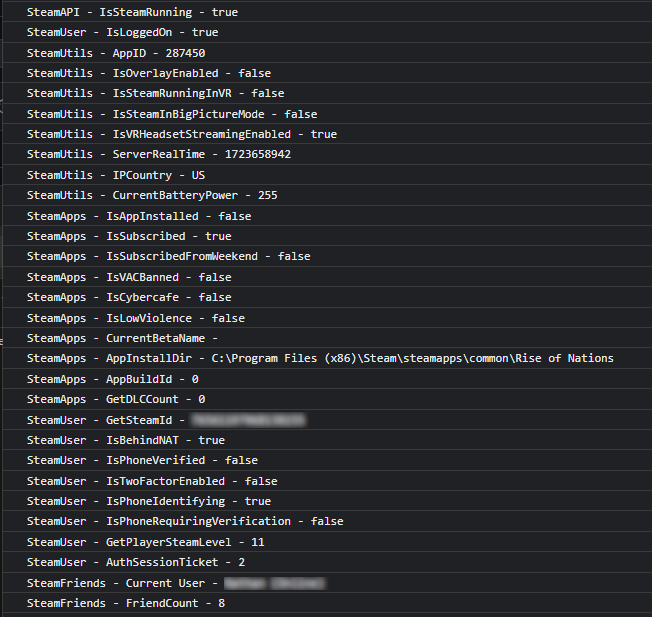 SteamAPI - IsSteamRunning - true
SteamUser - IsLoggedOn - true
SteamUtils - AppID - 287450
SteamUtils - IsOverlayEnabled - false
SteamUtils - IsSteamRunningInVR - false
SteamUtils - IsSteamInBigPictureMode - false
SteamUtils - IsVRHeadsetStreamingEnabled - true
SteamUtils - ServerRealTime - 1723658942
SteamUtils - IPCountry - US
SteamUtils - CurrentBatteryPower - 255
SteamApps - IsAppInstalled - false
SteamApps - IsSubscribed - true
SteamApps - IsSubscribedFromWeekend - false
SteamApps - IsVACBanned - false
SteamApps - IsCybercafe - false
SteamApps - IsLowViolence - false
SteamApps - CurrentBetaName -
SteamApps - AppInstallDir - C:\Program Files (x86)\Steam\steamapps\common\Rise of Nations
SteamApps - AppBuildId - 0
SteamApps - GetDLCCount - 0
SteamUser - GetSteamId -
SteamUser - IsBehindNAT - true
SteamUser - IsPhoneVerified - false
SteamUser - IsTwoFactorEnabled - false
SteamUser - IsPhoneIdentifying - true
SteamUser - IsPhoneRequiringVerification - false
SteamUser - GetPlayerSteamLevel - 11
SteamUser - AuthSessionTicket - 2
SteamFriends - Current User -
SteamFriends - FriendCount - 8